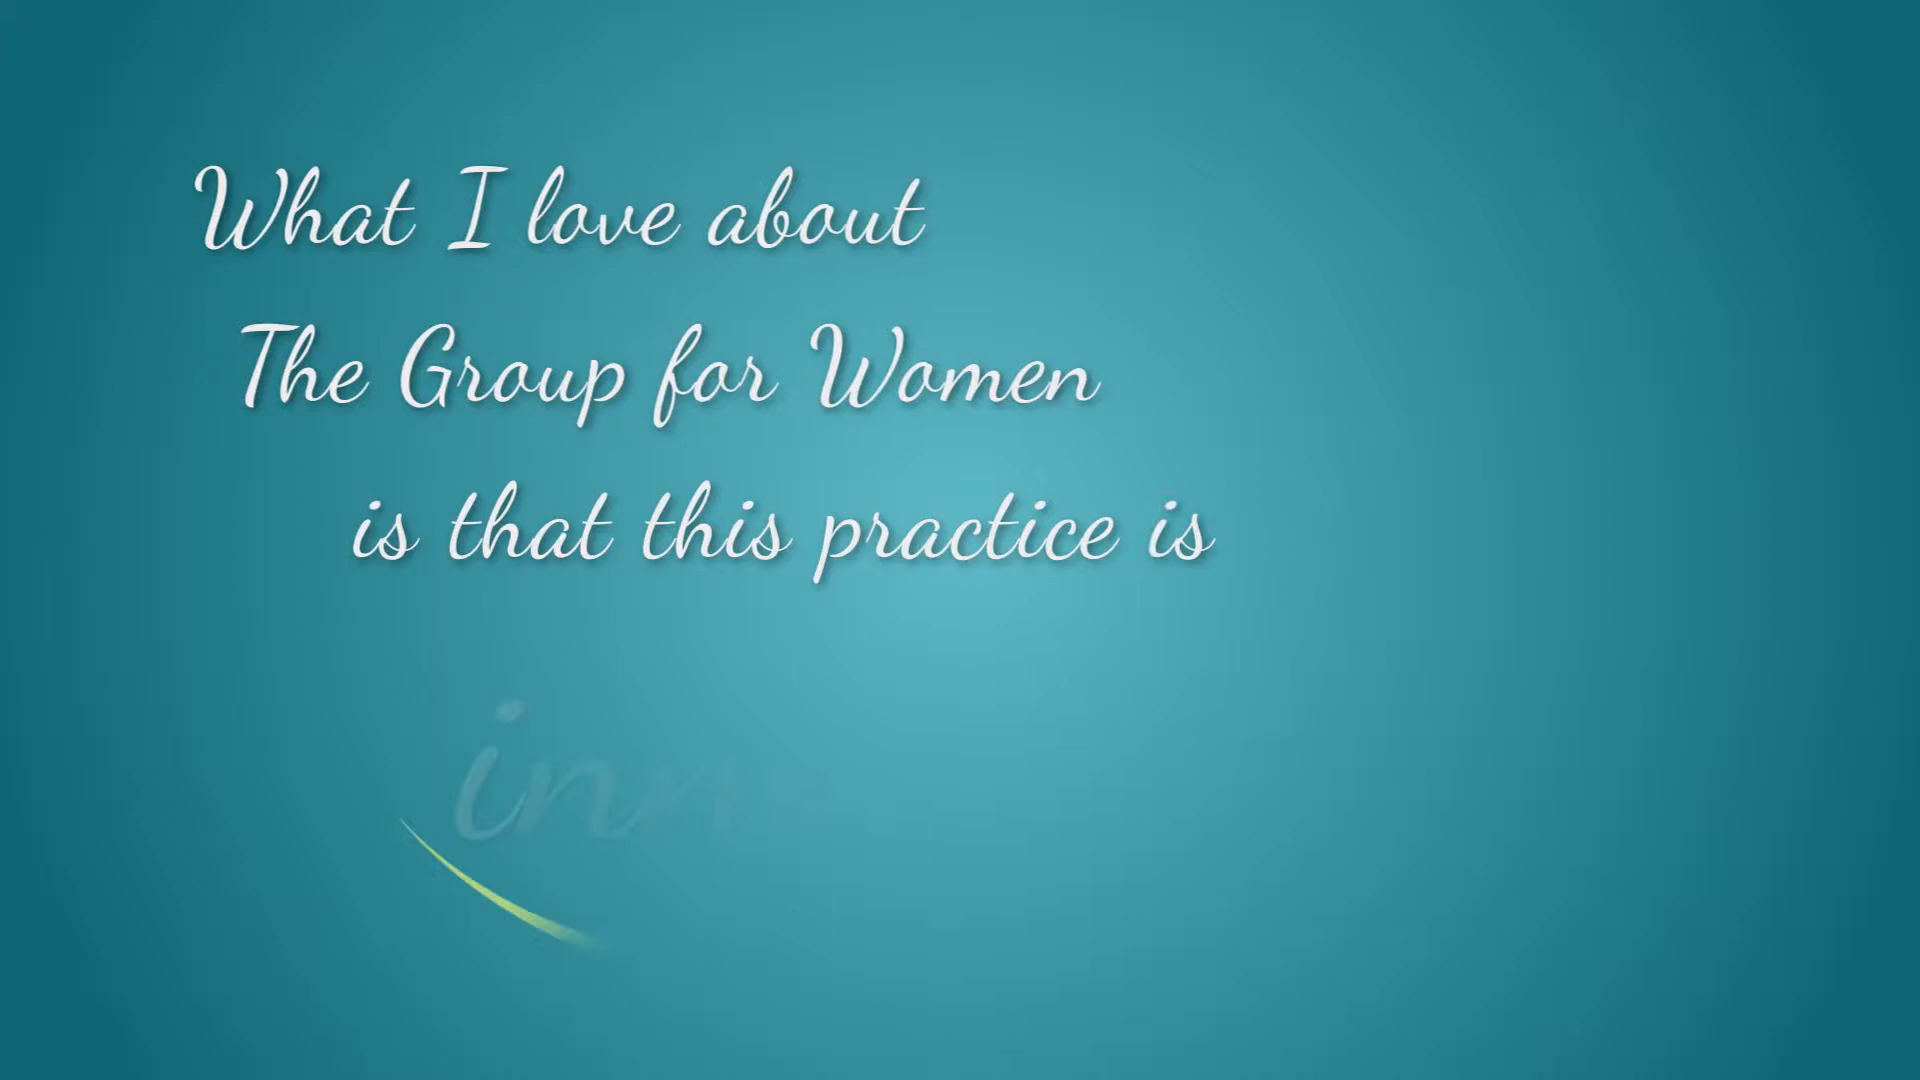 What I love about
The Group for Women
is that this practice is